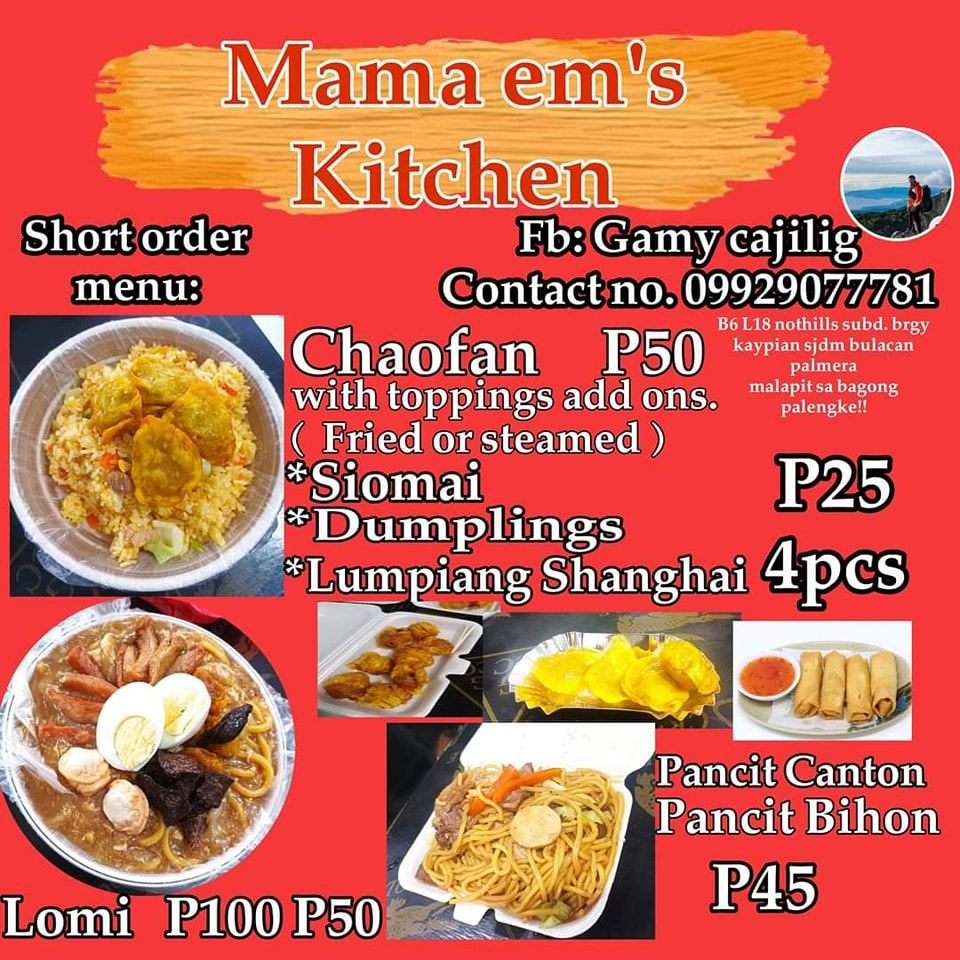 Mama em's
Kitchen
Short order
menu:
Fb: Gamy cajilig
Contact no. 09929077781
B6 L18 nothills subd. brgy
kaypian sjdm bulacan
palmera
malapit sa bagong
palengke!!
Chaofan P50
with toppings add ons.
( Fried or steamed )
*Siomai
*Dumplings
*Lumpiang Shanghai
P25
4pcs
Pancit Canton
Pancit Bihon
P45
Lomi P100 P50